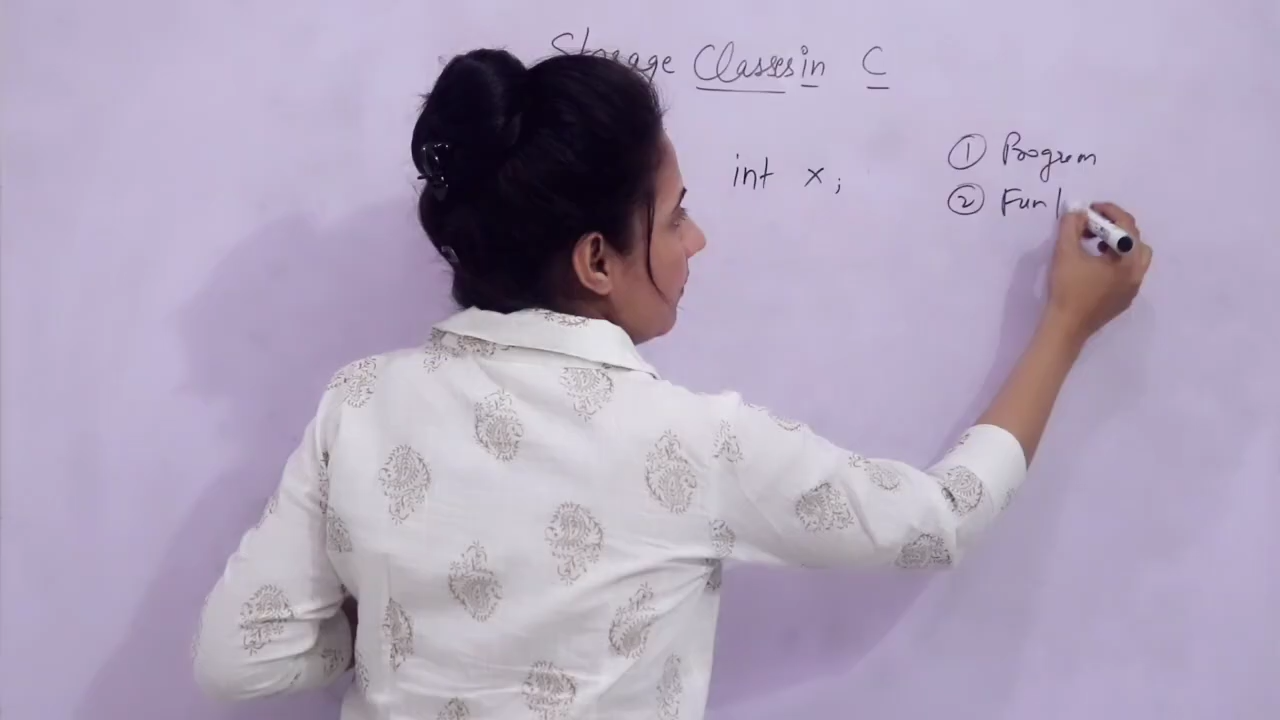 Storage Classes in C
int x;
① Program
② Fun